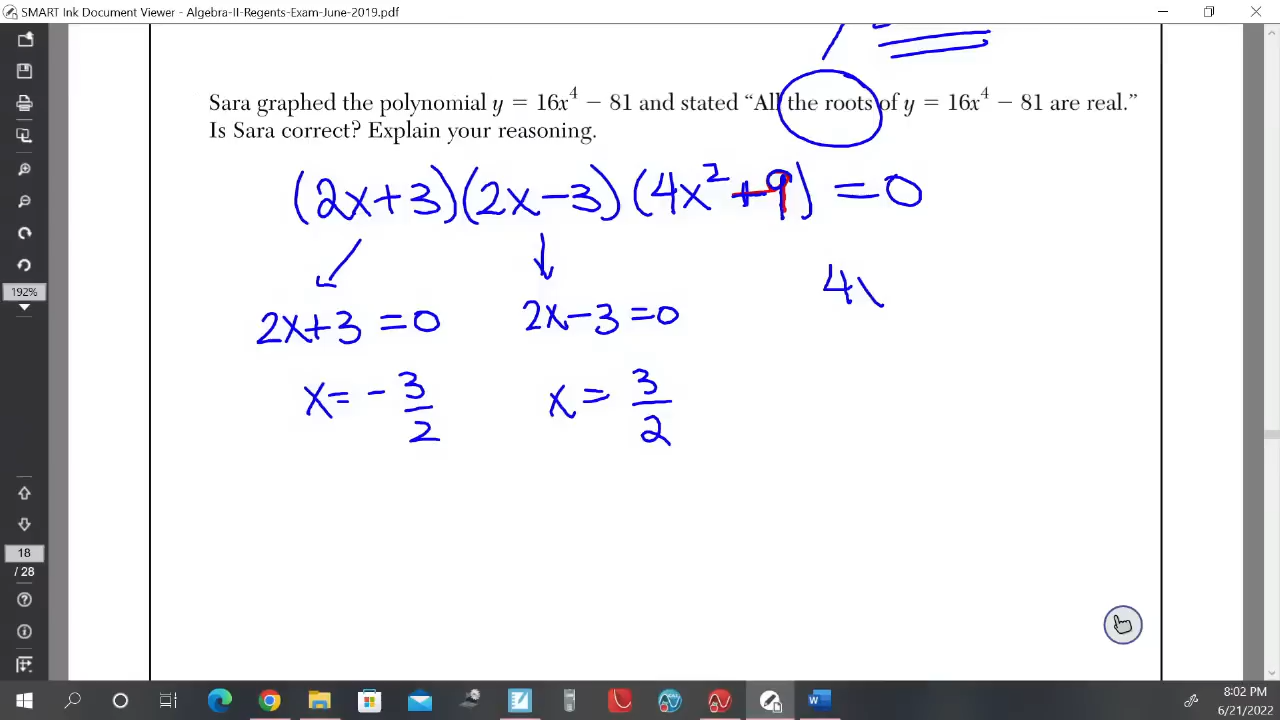 SMART Ink Document Viewer - Algebra-II-Regents-Exam-June-2019.pdf
Sara graphed the polynomial y = 16x⁴ − 81 and stated “All the roots of y = 16x⁴ − 81 are real.”
Is Sara correct? Explain your reasoning.
(2x+3)(2x−3)(4x²+9) = 0
2x+3 = 0
2x−3 = 0
4
x = −3/2
x = 3/2
192%
18
/ 28
8:02 PM
6/21/2022